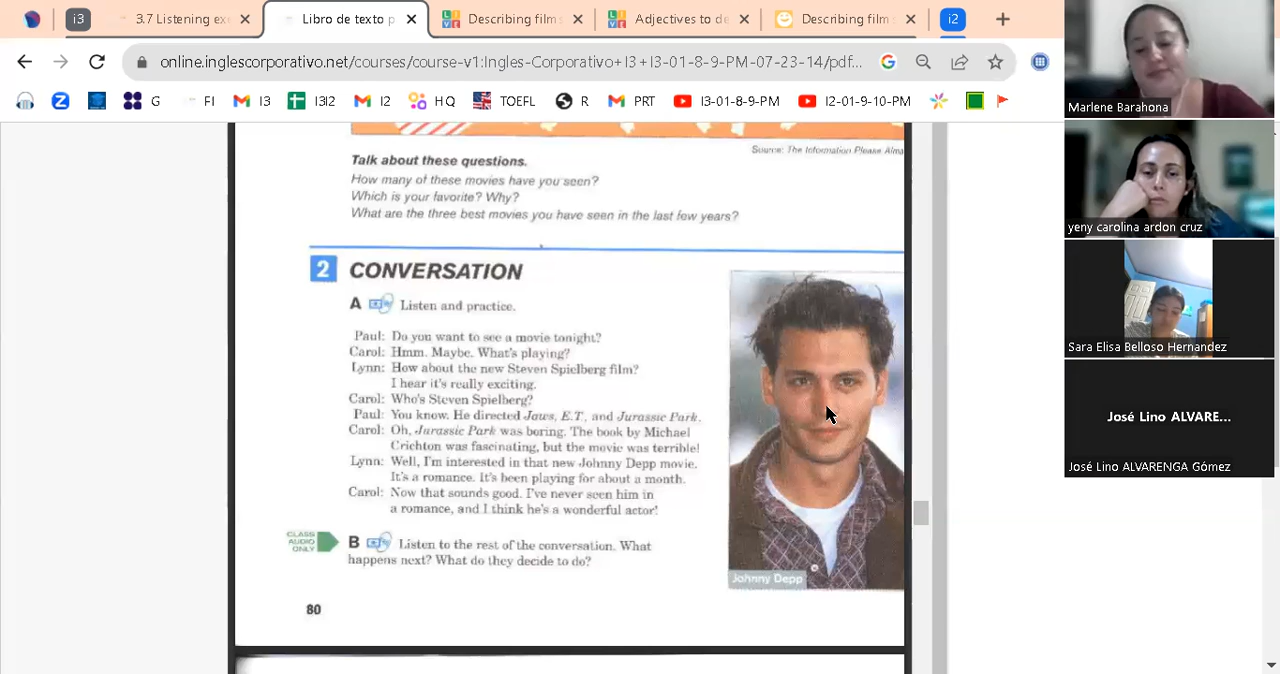 i3
3.7 Listening exe
Libro de texto p
Describing film
Adjectives to de
Describing film
i2
online.inglescorporativo.net/courses/course-v1:Ingles-Corporativo+I3+I3-01-8-9-PM-07-23-14/pdf...
G
FI
I3
I3I2
I2
HQ
TOEFL
R
PRT
I3-01-8-9-PM
I2-01-9-10-PM
Marlene Barahona
yeny carolina ardon cruz
Sara Elisa Belloso Hernandez
José Lino ALVARE...
José Lino ALVARENGA Gómez
Source: The Information Please Alma
Talk about these questions.
How many of these movies have you seen?
Which is your favorite? Why?
What are the three best movies you have seen in the last few years?
2 CONVERSATION
A Listen and practice.
Paul: Do you want to see a movie tonight?
Carol: Hmm. Maybe. What's playing?
Lynn: How about the new Steven Spielberg film?
I hear it's really exciting.
Carol: Who's Steven Spielberg?
Paul: You know. He directed Jaws, E.T., and Jurassic Park.
Carol: Oh, Jurassic Park was boring. The book by Michael
Crichton was fascinating, but the movie was terrible!
Lynn: Well, I'm interested in that new Johnny Depp movie.
It's a romance. It's been playing for about a month.
Carol: Now that sounds good. I've never seen him in
a romance, and I think he's a wonderful actor!
Johnny Depp
CLASS
AUDIO
ONLY
B Listen to the rest of the conversation. What
happens next? What do they decide to do?
80